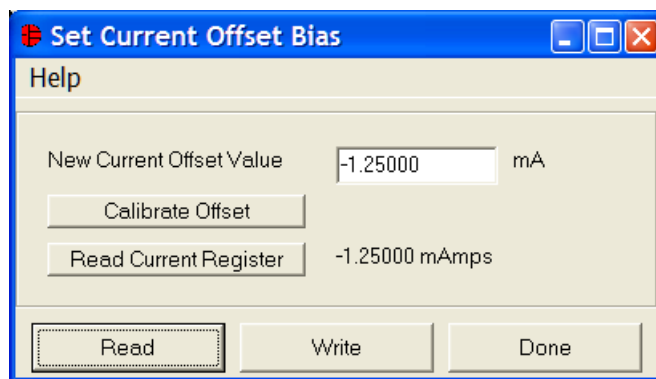 Set Current Offset Bias
Help
New Current Offset Value -1.25000 mA
Calibrate Offset
Read Current Register -1.25000 mAmps
Read Write Done